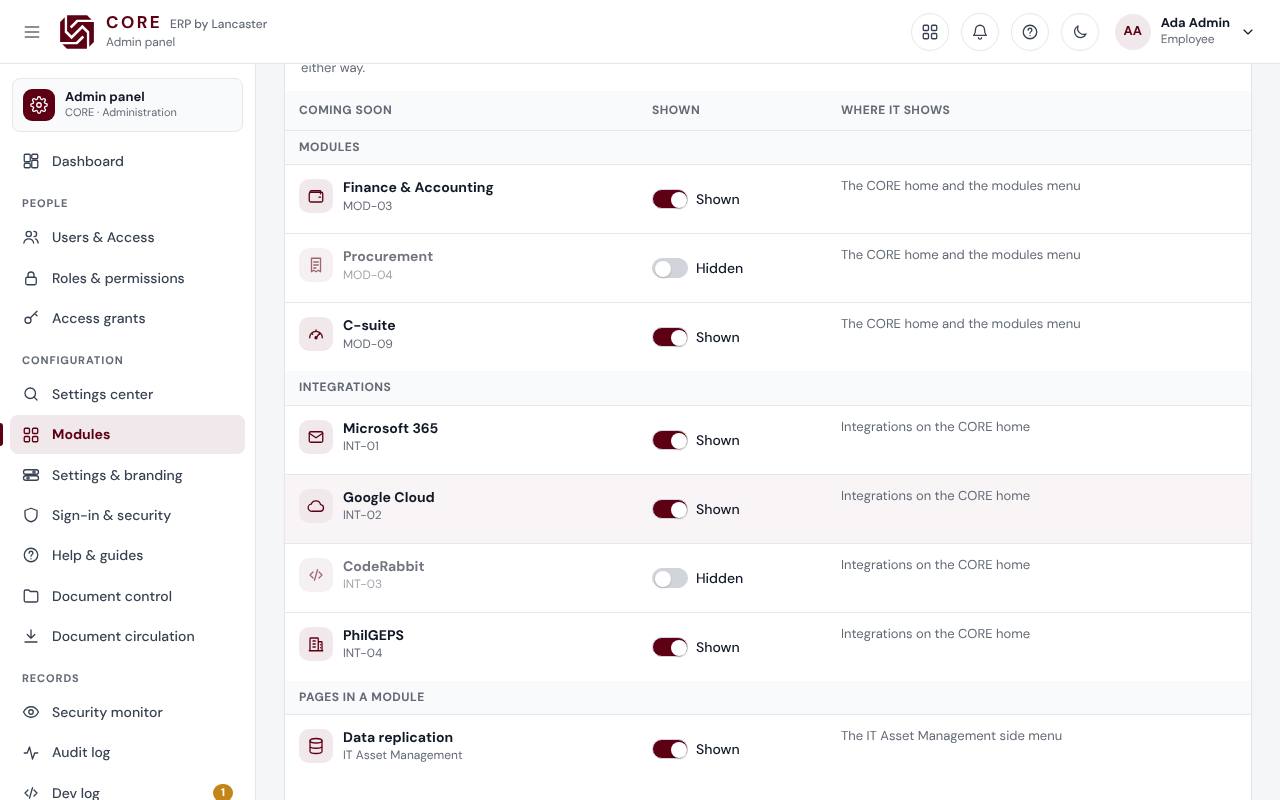 CORE ERP by Lancaster
Admin panel
AA
Ada Admin
Employee
Admin panel
CORE · Administration
Dashboard
PEOPLE
Users & Access
Roles & permissions
Access grants
CONFIGURATION
Settings center
Modules
Settings & branding
Sign-in & security
Help & guides
Document control
Document circulation
RECORDS
Security monitor
Audit log
Dev log 1
either way.
COMING SOON SHOWN WHERE IT SHOWS
MODULES
Finance & Accounting
MOD-03
Shown
The CORE home and the modules menu
Procurement
MOD-04
Hidden
The CORE home and the modules menu
C-suite
MOD-09
Shown
The CORE home and the modules menu
INTEGRATIONS
Microsoft 365
INT-01
Shown
Integrations on the CORE home
Google Cloud
INT-02
Shown
Integrations on the CORE home
CodeRabbit
INT-03
Hidden
Integrations on the CORE home
PhilGEPS
INT-04
Shown
Integrations on the CORE home
PAGES IN A MODULE
Data replication
IT Asset Management
Shown
The IT Asset Management side menu